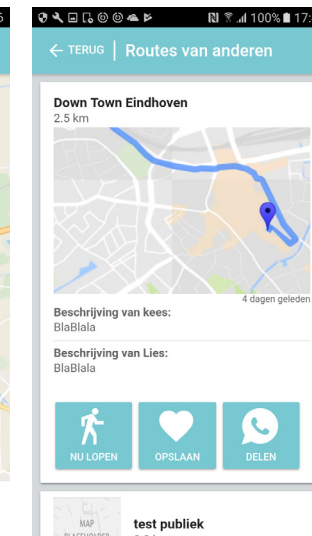 100% 17:
← TERUG | Routes van anderen
Down Town Eindhoven
2.5 km
4 dagen geleden
Beschrijving van kees:
BlaBlala
Beschrijving van Lies:
BlaBlala
NU LOPEN
OPSLAAN
DELEN
MAP
test publiek